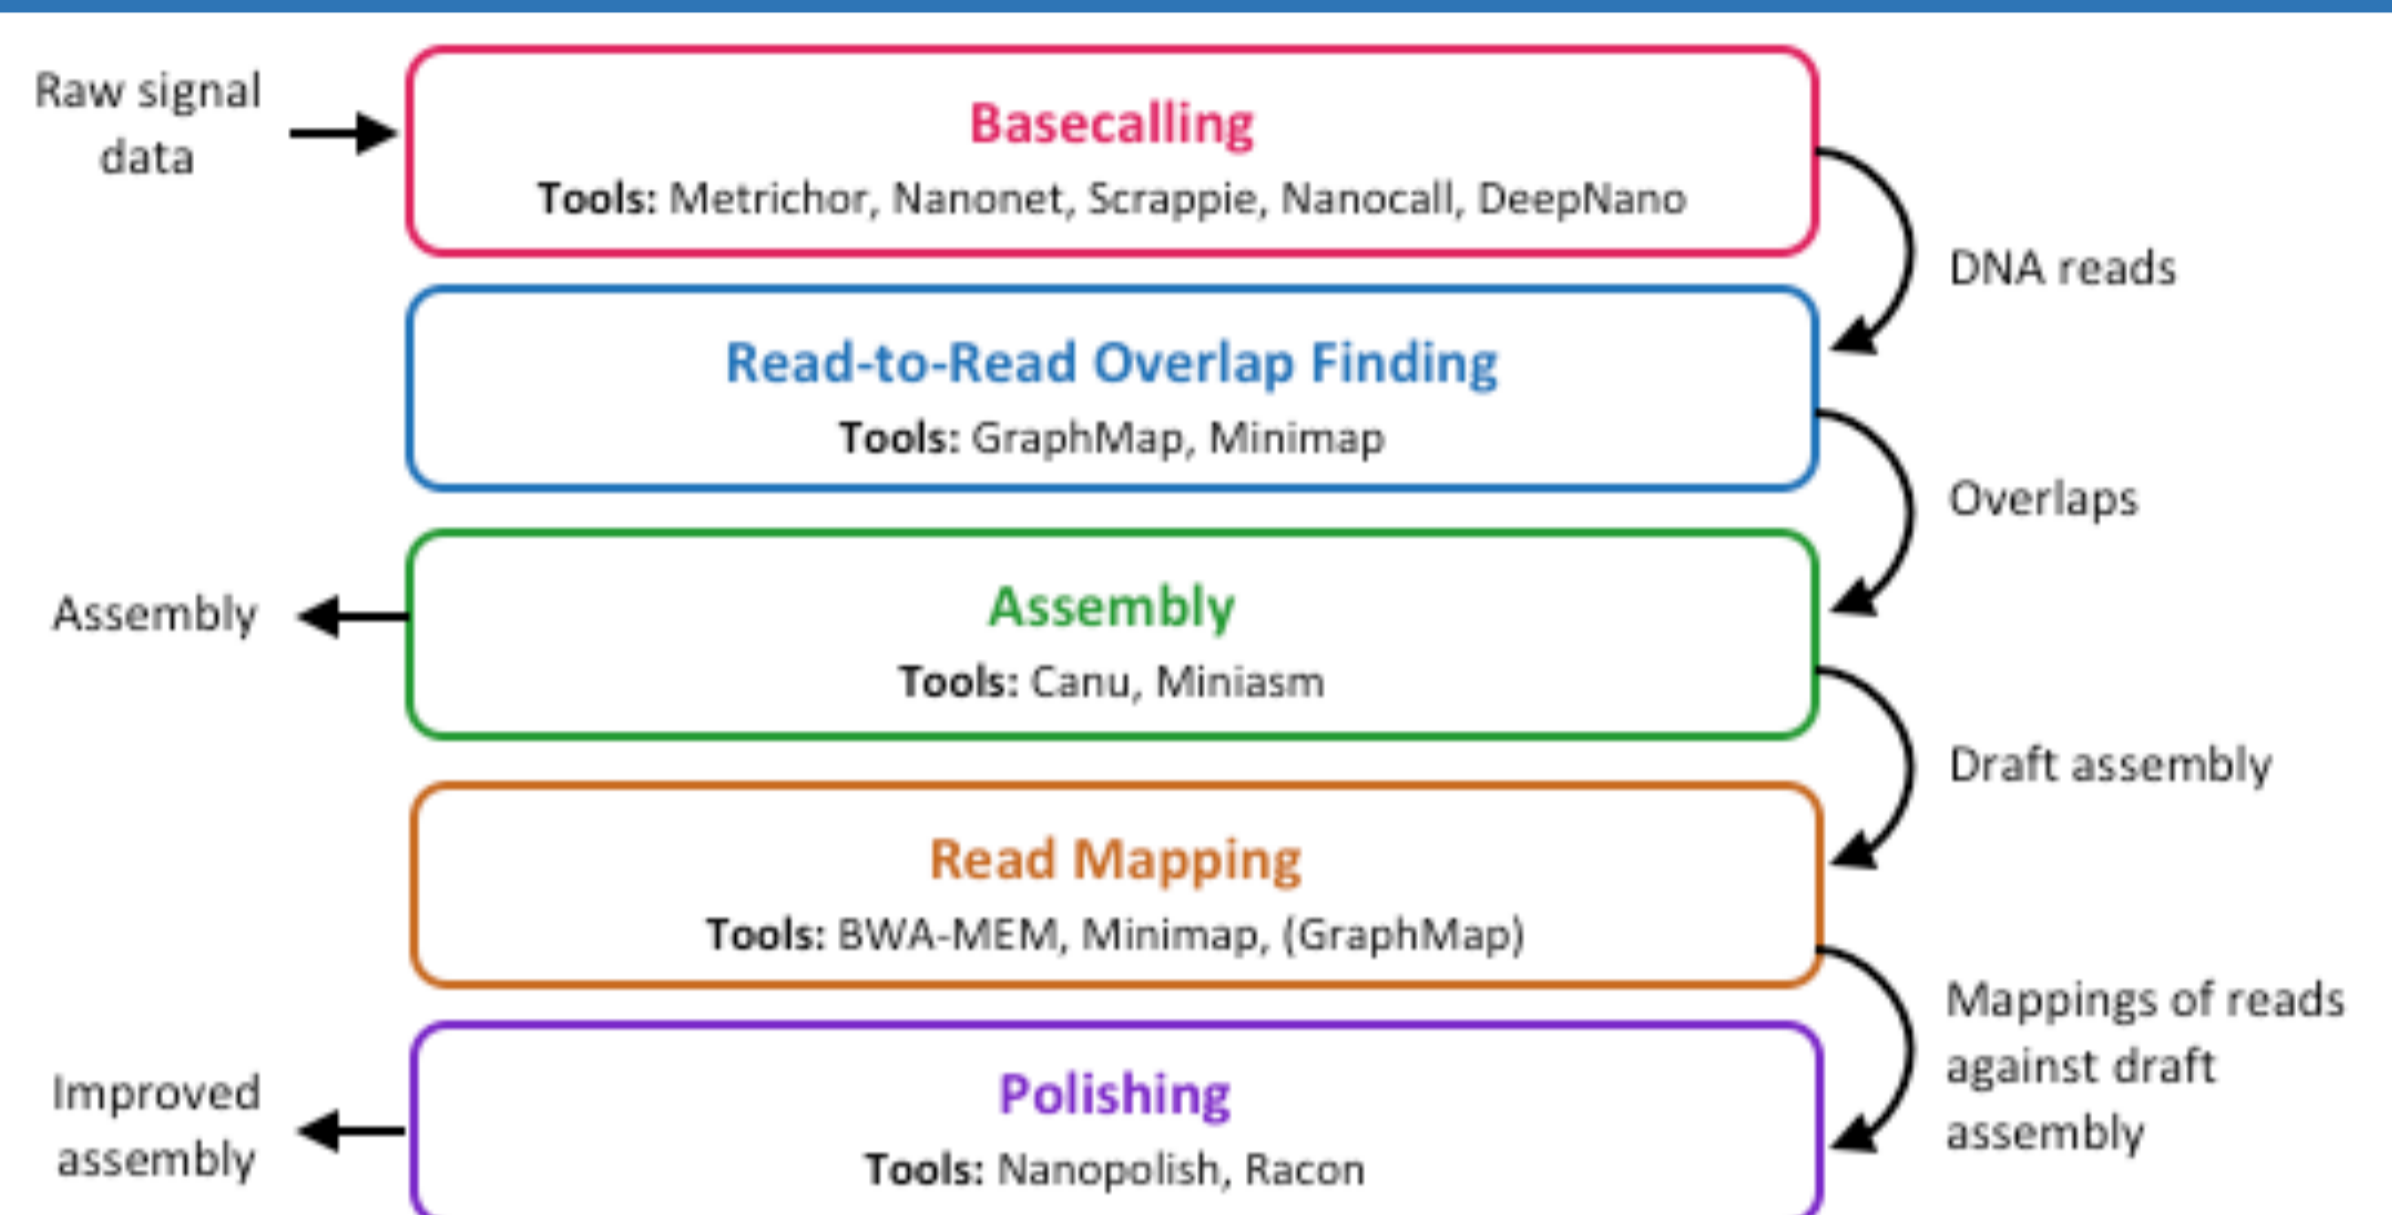 Raw signal
data
Basecalling
Tools: Metrichor, Nanonet, Scrappie, Nanocall, DeepNano
DNA reads
Read-to-Read Overlap Finding
Tools: GraphMap, Minimap
Overlaps
Assembly
Assembly
Tools: Canu, Miniasm
Draft assembly
Read Mapping
Tools: BWA-MEM, Minimap, (GraphMap)
Mappings of reads
against draft
assembly
Improved
assembly
Polishing
Tools: Nanopolish, Racon